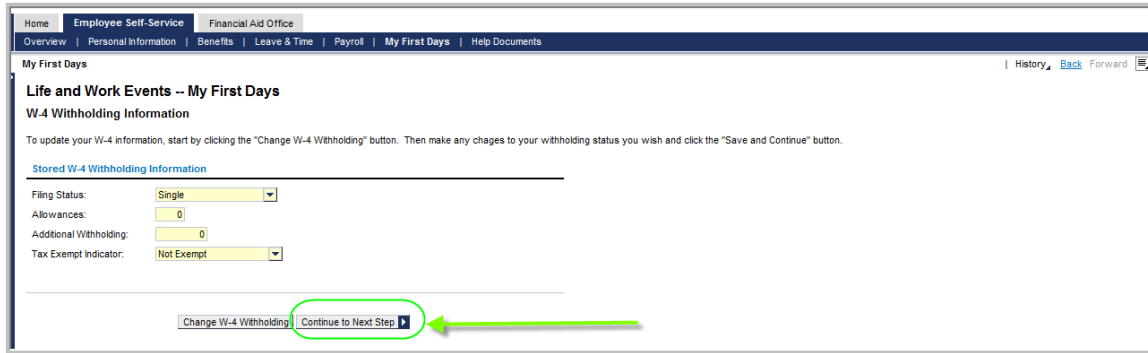 Home Employee Self-Service Financial Aid Office
Overview | Personal Information | Benefits | Leave & Time | Payroll | My First Days | Help Documents
My First Days | History Back Forward
Life and Work Events -- My First Days
W-4 Withholding Information
To update your W-4 information, start by clicking the "Change W-4 Withholding" button. Then make any chages to your withholding status you wish and click the "Save and Continue" button.
Stored W-4 Withholding Information
Filing Status: Single
Allowances: 0
Additional Withholding: 0
Tax Exempt Indicator: Not Exempt
Change W-4 Withholding Continue to Next Step